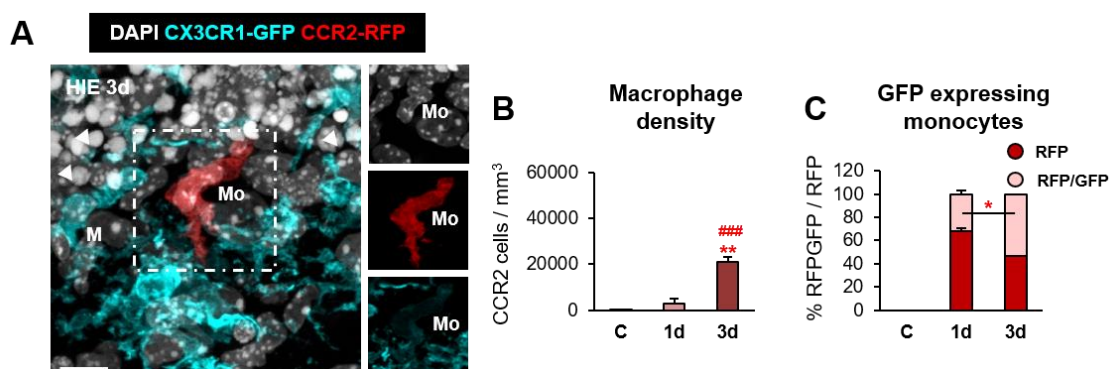 A
DAPI CX3CR1-GFP CCR2-RFP
HIE 3d
Mo
M
Mo
Mo
Mo
B
Macrophage
density
CCR2 cells / mm³
60000
40000
20000
0
###
**
C
1d
3d
C
GFP expressing
monocytes
RFP
RFP/GFP
% RFPGFP / RFP
120
100
80
60
40
20
0
*
C
1d
3d